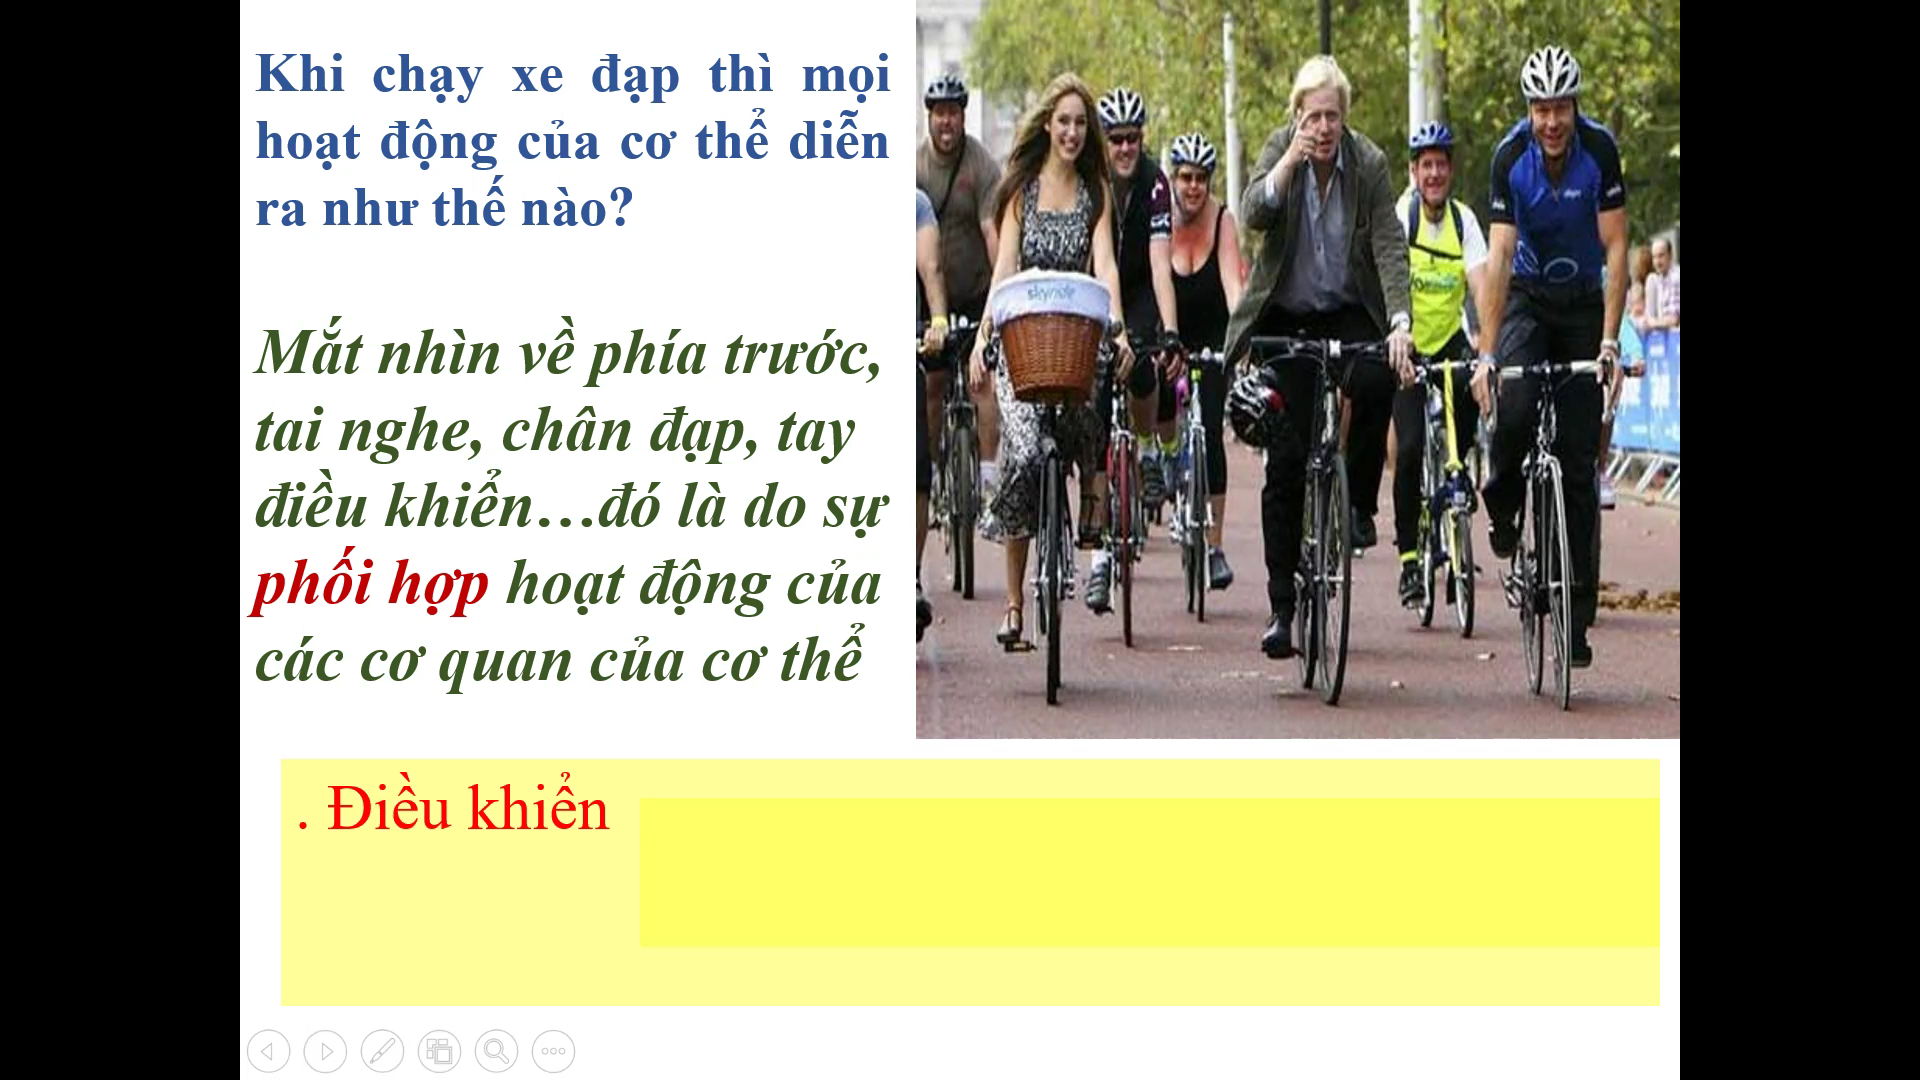 Khi chạy xe đạp thì mọi
hoạt động của cơ thể diễn
ra như thế nào?
Mắt nhìn về phía trước,
tai nghe, chân đạp, tay
điều khiển…đó là do sự
phối hợp hoạt động của
các cơ quan của cơ thể
skyride
. Điều khiển